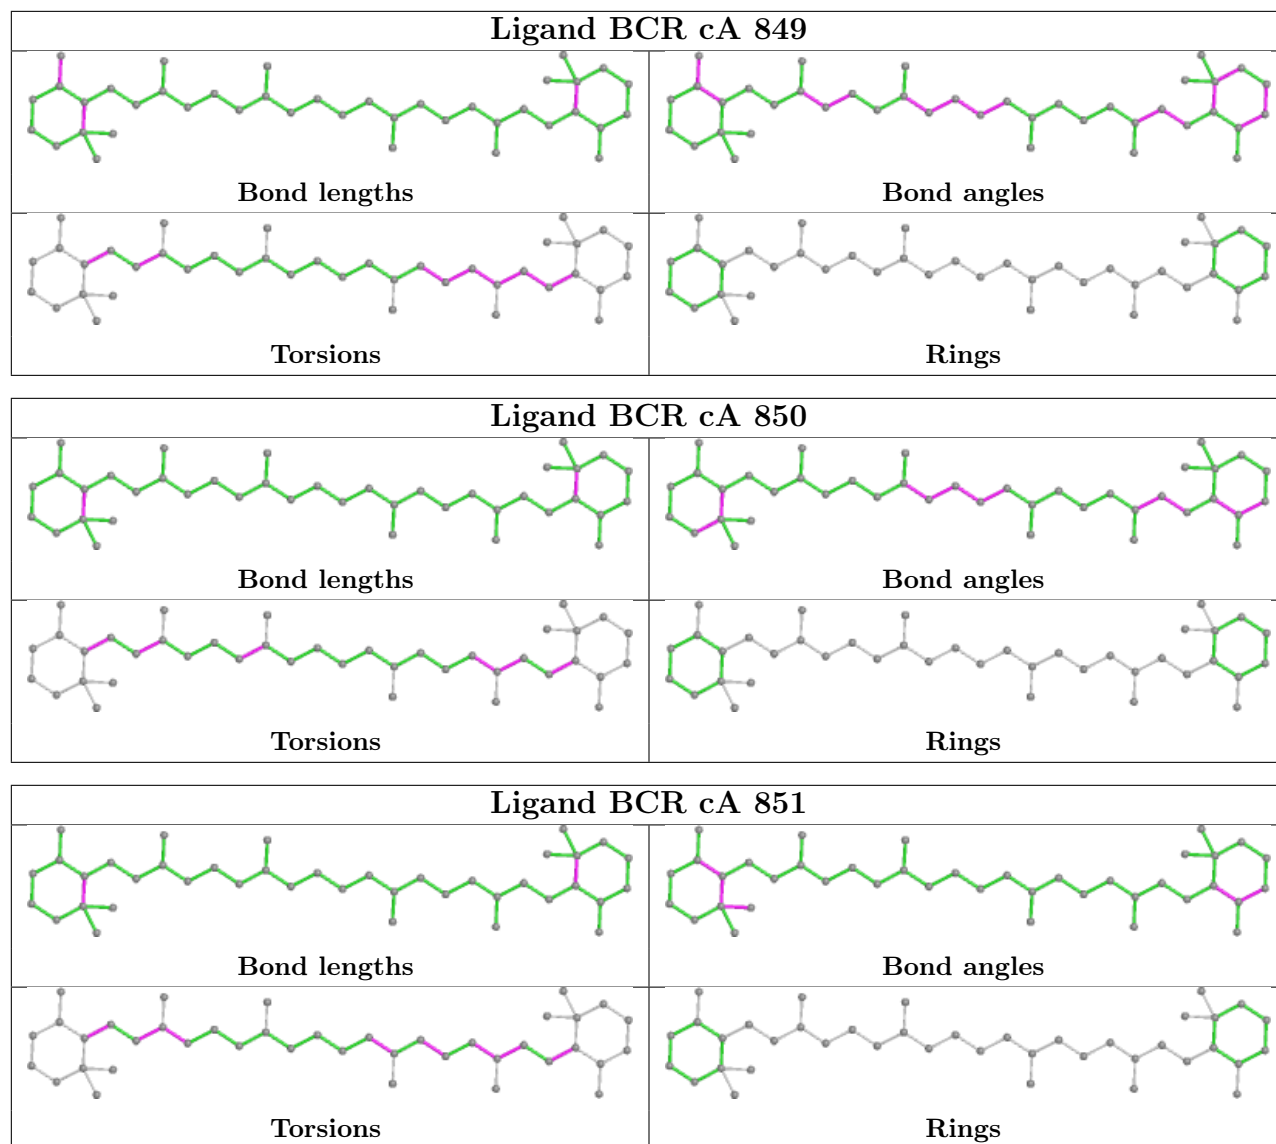 Ligand BCR cA 849
Bond lengths
Bond angles
Torsions
Rings
Ligand BCR cA 850
Bond lengths
Bond angles
Torsions
Rings
Ligand BCR cA 851
Bond lengths
Bond angles
Torsions
Rings